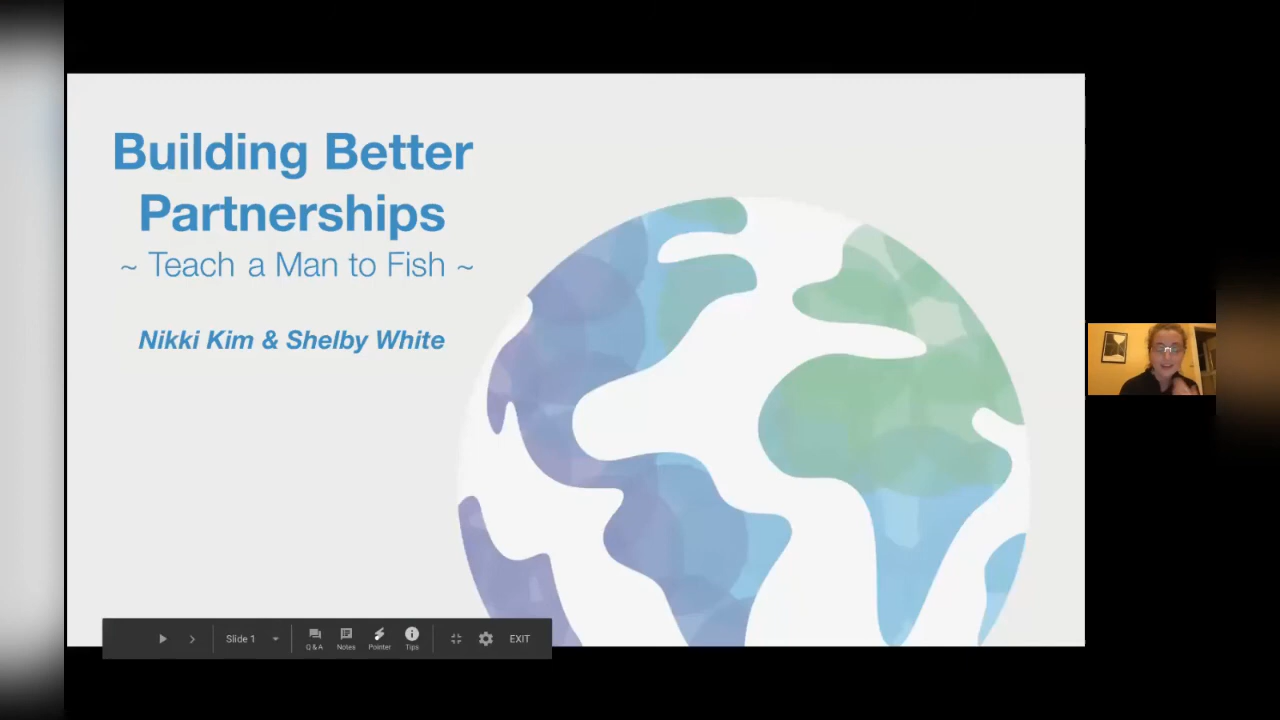 Building Better
Partnerships
~ Teach a Man to Fish ~
Nikki Kim & Shelby White
Slide 1
Q&A
Notes
Pointer
Tips
EXIT